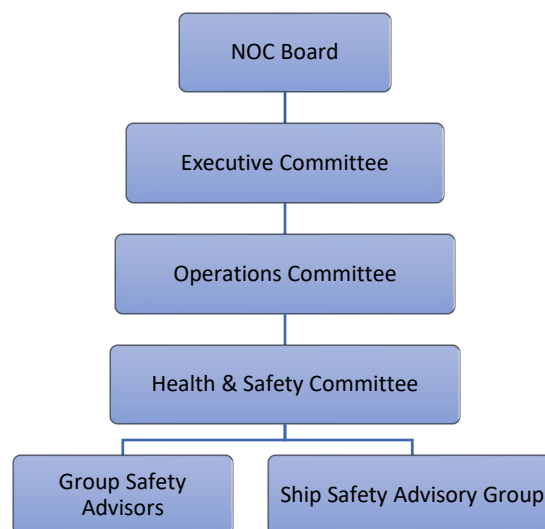 NOC Board
Executive Committee
Operations Committee
Health & Safety Committee
Group Safety
Advisors
Ship Safety Advisory Group